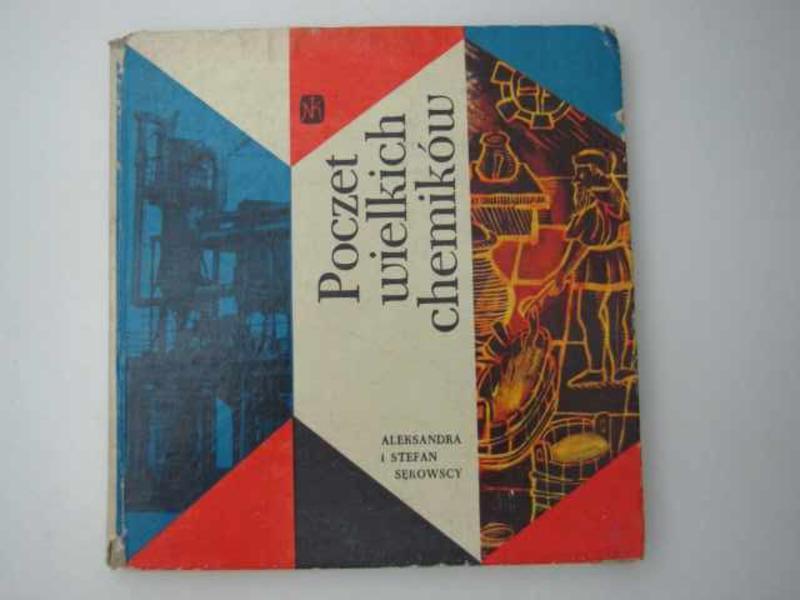 Poczet
wielkich
chemików
ALEKSANDRA
I STEFAN
SĘKOWSCY